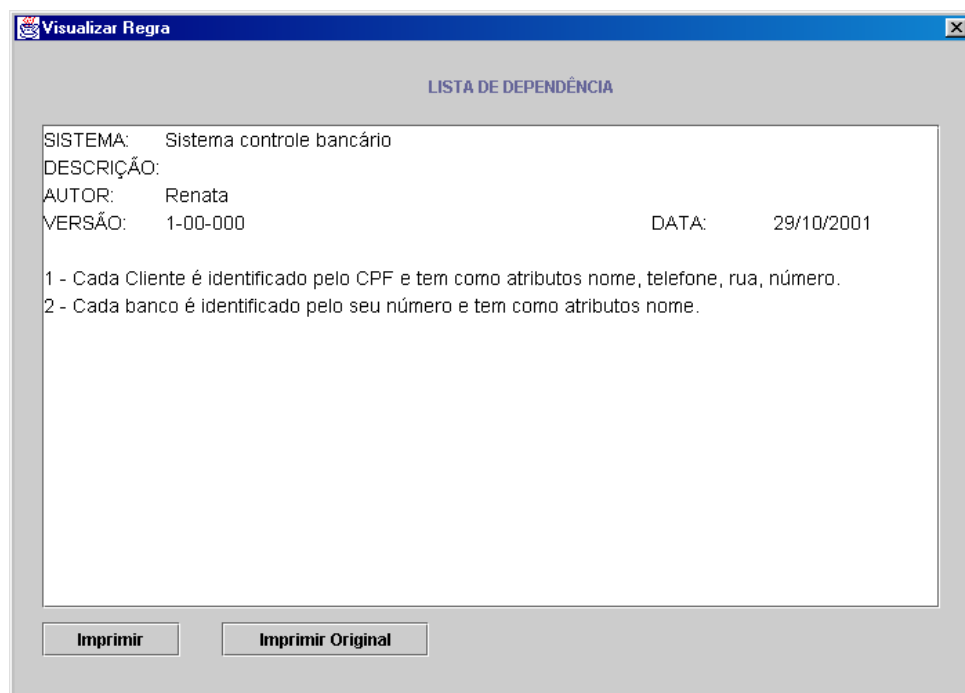 Visualizar Regra
LISTA DE DEPENDÊNCIA
SISTEMA: Sistema controle bancário
DESCRIÇÃO:
AUTOR: Renata
VERSÃO: 1-00-000 DATA: 29/10/2001
1 - Cada Cliente é identificado pelo CPF e tem como atributos nome, telefone, rua, número.
2 - Cada banco é identificado pelo seu número e tem como atributos nome.
Imprimir Imprimir Original